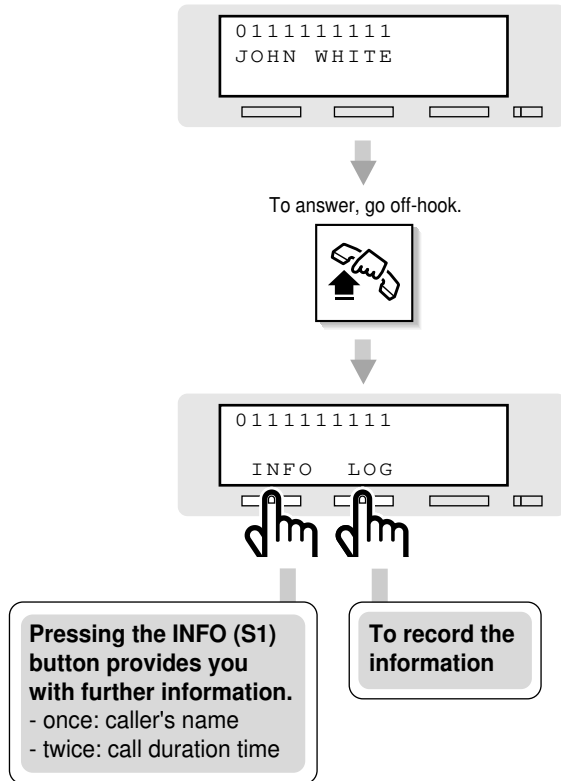 0111111111
JOHN WHITE
To answer, go off-hook.
0111111111
INFO LOG
Pressing the INFO (S1)
button provides you
with further information.
- once: caller's name
- twice: call duration time
To record the
information